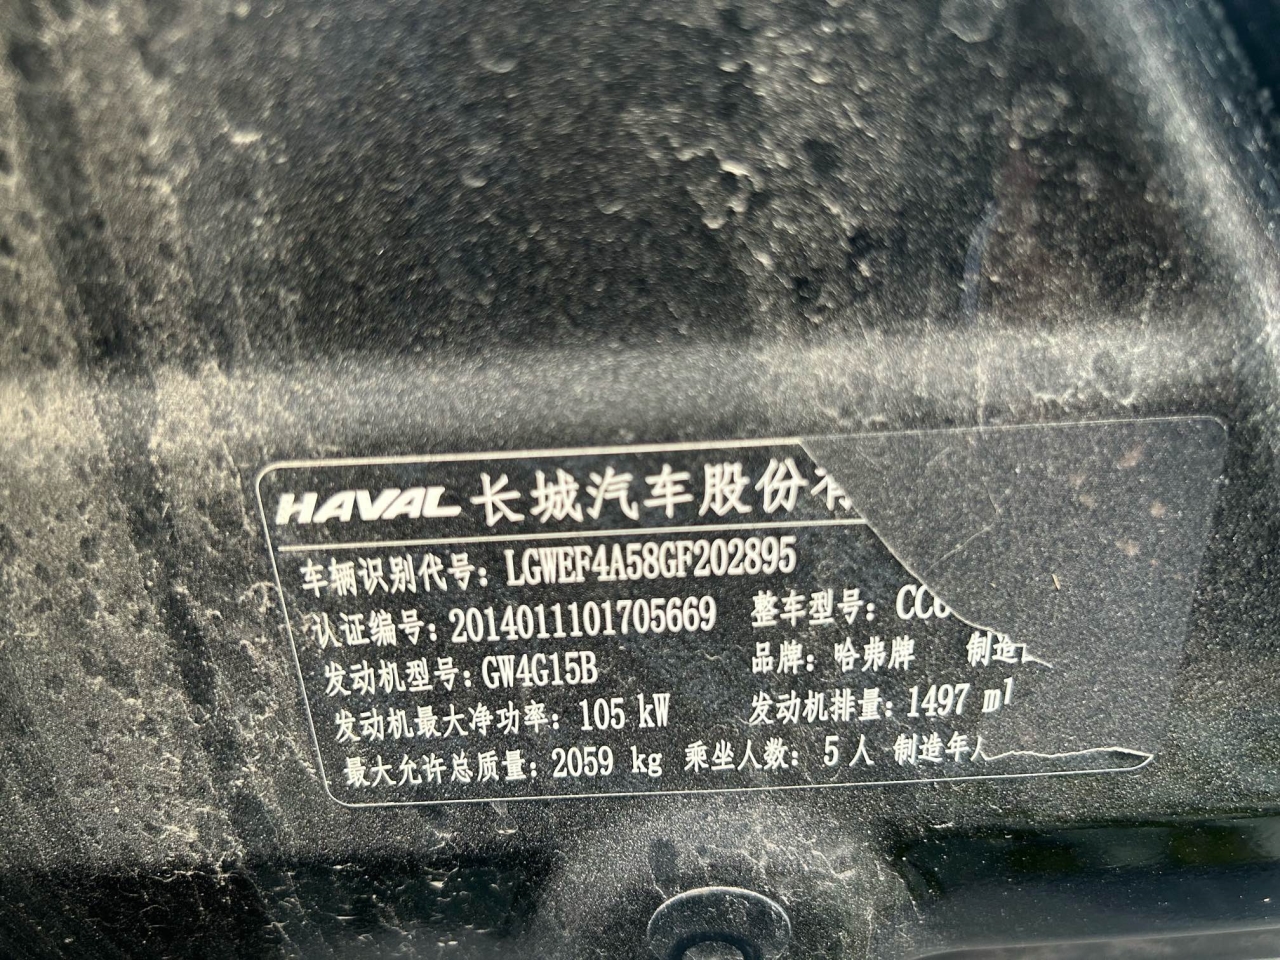 HAVAL 长城汽车股份有
车辆识别代号：LGWEF4A58GF202895
认证编号：2014011101705669 整车型号：CC6
发动机型号：GW4G15B 品牌：哈弗牌 制造
发动机最大净功率：105 kW 发动机排量：1497 ml
最大允许总质量：2059 kg 乘坐人数：5人 制造年